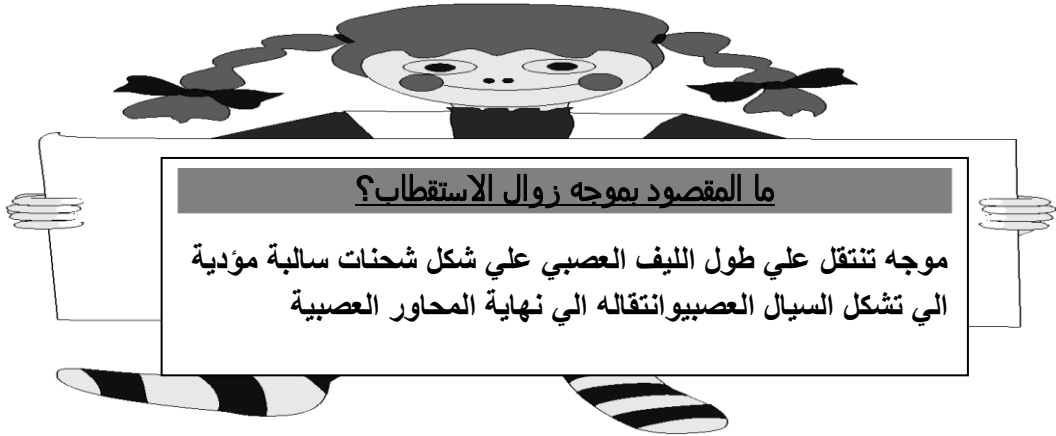 ما المقصود بموجه زوال الاستقطاب؟
موجه تنتقل علي طول الليف العصبي علي شكل شحنات سالبة مؤدية
الي تشكل السيال العصبيوانتقاله الي نهاية المحاور العصبية